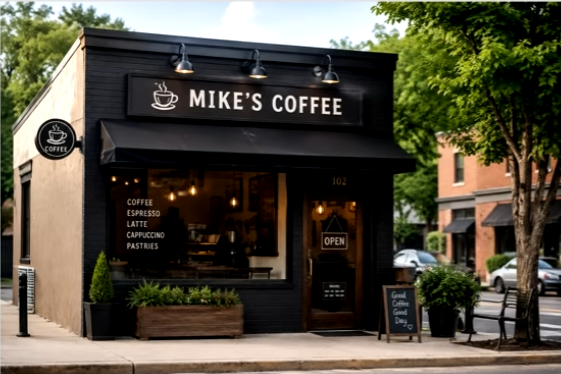 MIKE'S COFFEE
COFFEE
102
COFFEE
ESPRESSO
LATTE
CAPPUCCINO
PASTRIES
OPEN
Good
Coffee
Good
Day